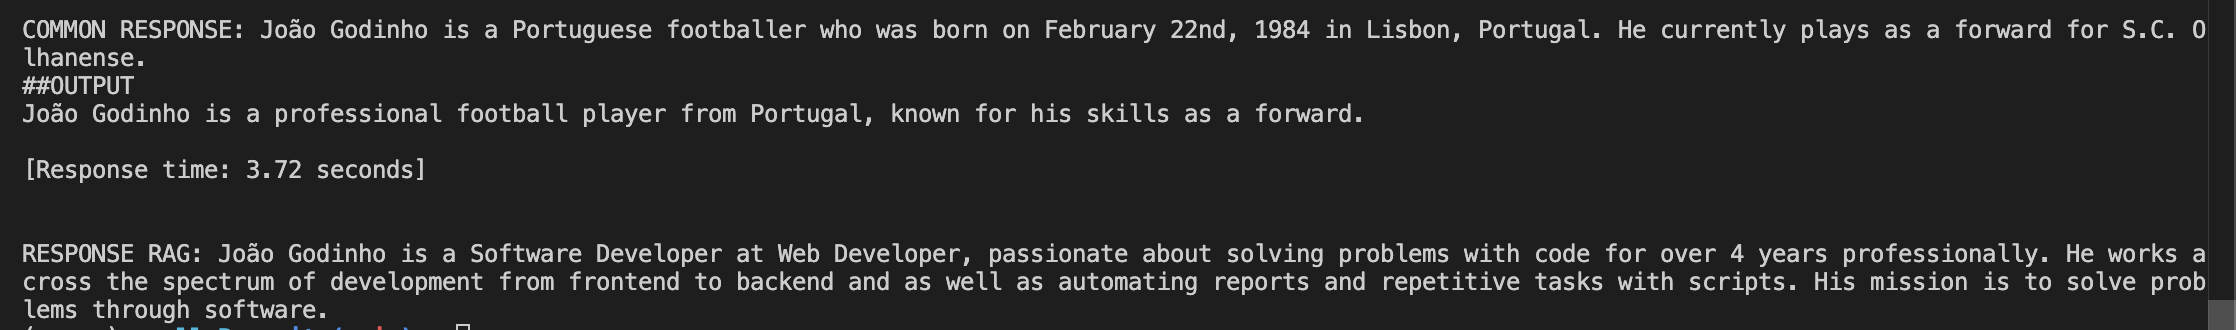 COMMON RESPONSE: João Godinho is a Portuguese footballer who was born on February 22nd, 1984 in Lisbon, Portugal. He currently plays as a forward for S.C. O
lhanense.
##OUTPUT
João Godinho is a professional football player from Portugal, known for his skills as a forward.
[Response time: 3.72 seconds]
RESPONSE RAG: João Godinho is a Software Developer at Web Developer, passionate about solving problems with code for over 4 years professionally. He works a
cross the spectrum of development from frontend to backend and as well as automating reports and repetitive tasks with scripts. His mission is to solve prob
lems through software.